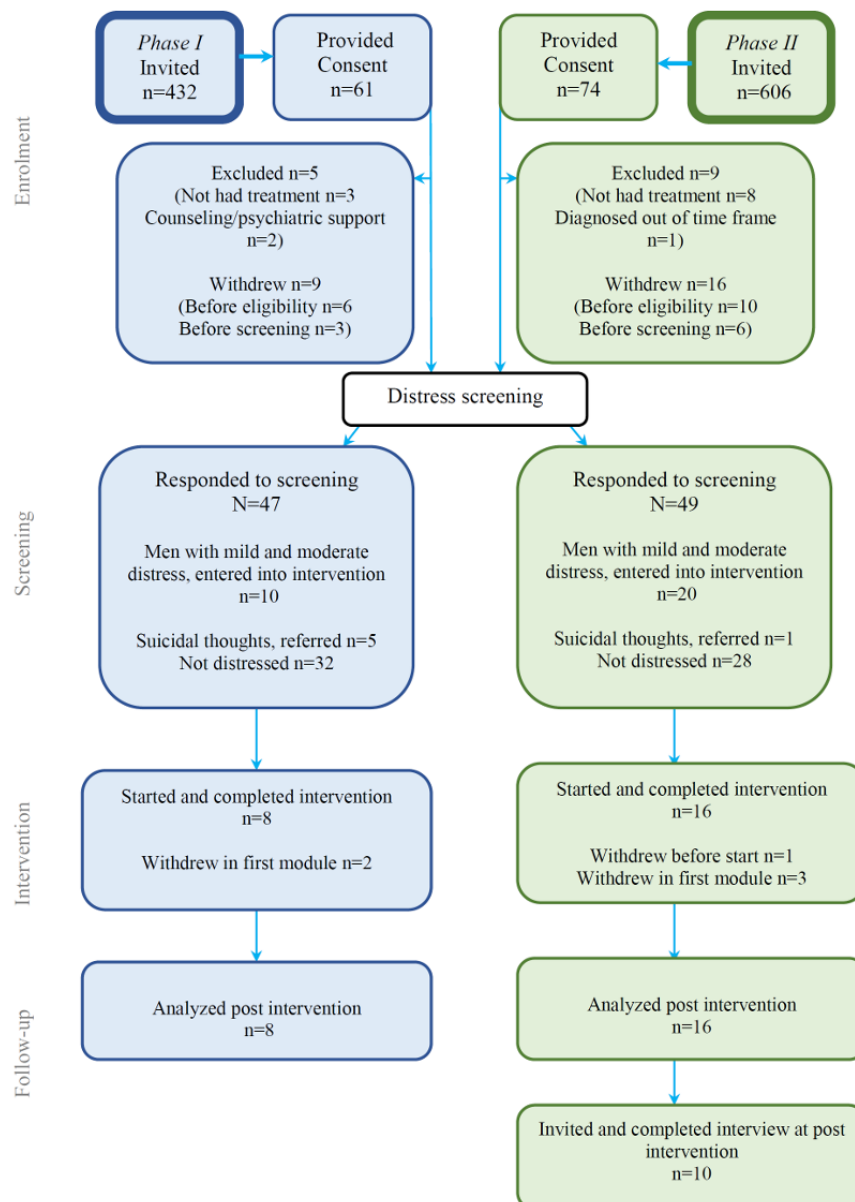 Phase I
Invited
n=432
Provided
Consent
n=61
Provided
Consent
n=74
Phase II
Invited
n=606
Enrolment
Excluded n=5
(Not had treatment n=3
Counseling/psychiatric support
n=2)
Withdrew n=9
(Before eligibility n=6
Before screening n=3)
Excluded n=9
(Not had treatment n=8
Diagnosed out of time frame
n=1)
Withdrew n=16
(Before eligibility n=10
Before screening n=6)
Distress screening
Screening
Responded to screening
N=47
Men with mild and moderate
distress, entered into intervention
n=10
Suicidal thoughts, referred n=5
Not distressed n=32
Responded to screening
N=49
Men with mild and moderate
distress, entered into intervention
n=20
Suicidal thoughts, referred n=1
Not distressed n=28
Intervention
Started and completed intervention
n=8
Withdrew in first module n=2
Started and completed intervention
n=16
Withdrew before start n=1
Withdrew in first module n=3
Follow-up
Analyzed post intervention
n=8
Analyzed post intervention
n=16
Invited and completed interview at post
intervention
n=10